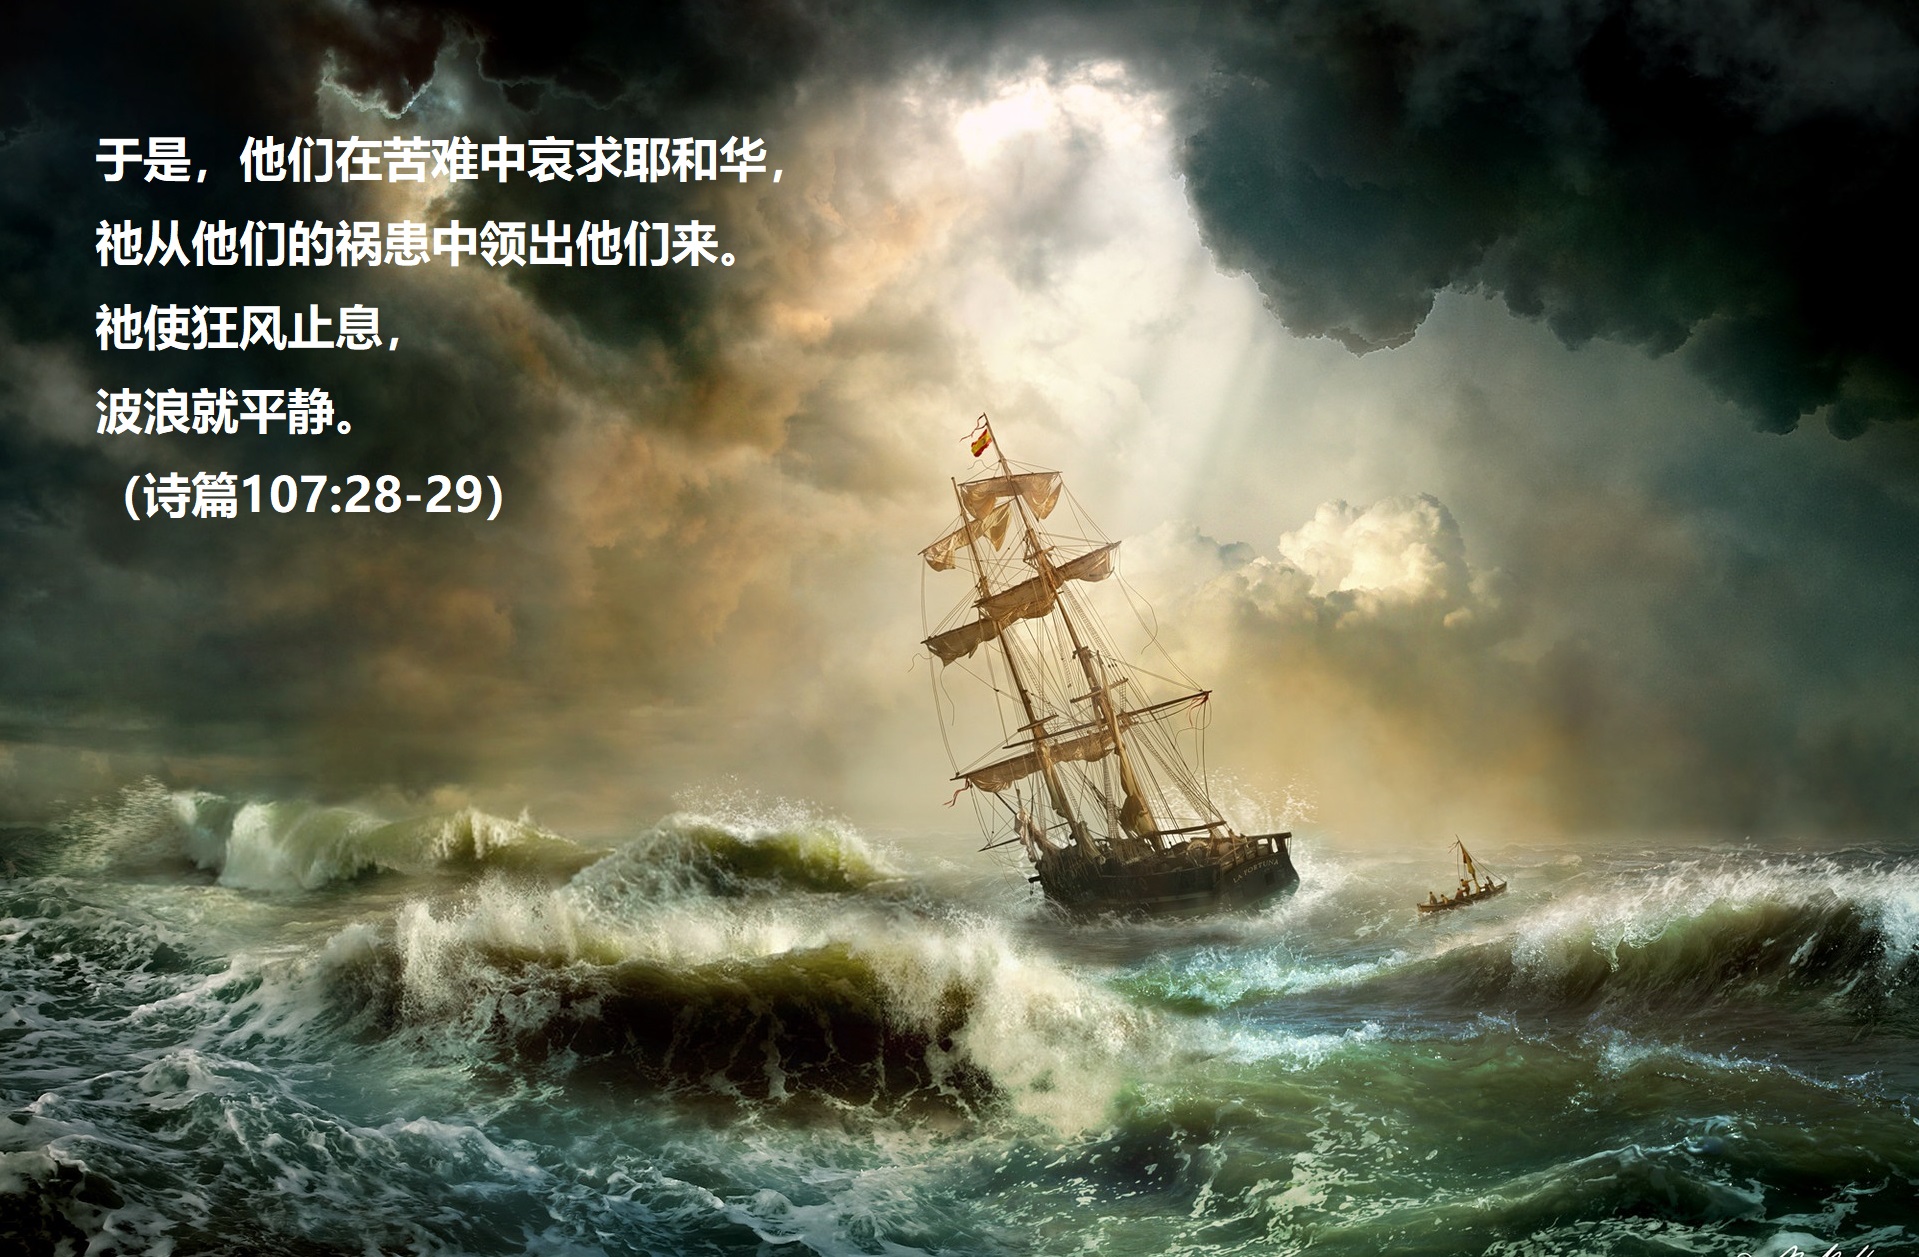 于是，他们在苦难中哀求耶和华，
祂从他们的祸患中领出他们来。
祂使狂风止息，
波浪就平静。
（诗篇107:28-29）
LA FORTUNA